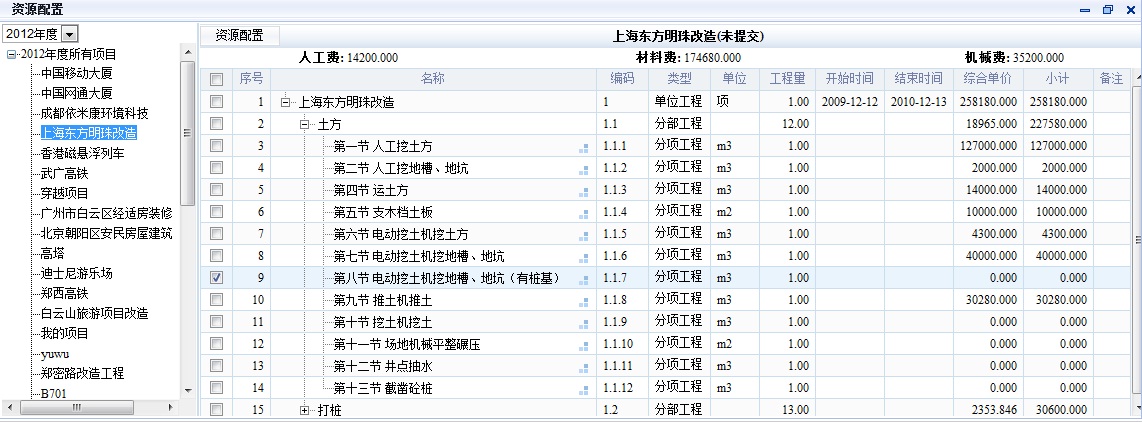 资源配置
2012年度
2012年度所有项目
中国移动大厦
中国网通大厦
成都依米康环境科技
上海东方明珠改造
香港磁悬浮列车
武广高铁
穿越项目
广州市白云区经适房装修
北京朝阳区安民房屋建筑
高塔
迪士尼游乐场
郑西高铁
白云山旅游项目改造
我的项目
yuwu
郑密路改造工程
B701
资源配置 上海东方明珠改造(未提交)
人工费: 14200.000 材料费: 174680.000 机械费: 35200.000
序号 名称 编码 类型 单位 工程量 开始时间 结束时间 综合单价 小计 备注
1 上海东方明珠改造 1 单位工程 项 1.00 2009-12-12 2010-12-13 258180.000 258180.000
2 土方 1.1 分部工程 12.00 18965.000 227580.000
3 第一节 人工挖土方 1.1.1 分项工程 m3 1.00 127000.000 127000.000
4 第二节 人工挖地槽、地坑 1.1.2 分项工程 m3 1.00 2000.000 2000.000
5 第四节 运土方 1.1.3 分项工程 m3 1.00 14000.000 14000.000
6 第五节 支木档土板 1.1.4 分项工程 m2 1.00 10000.000 10000.000
7 第六节 电动挖土机挖土方 1.1.5 分项工程 m3 1.00 4300.000 4300.000
8 第七节 电动挖土机挖地槽、地坑 1.1.6 分项工程 m3 1.00 40000.000 40000.000
9 第八节 电动挖土机挖地槽、地坑（有桩基） 1.1.7 分项工程 m3 1.00 0.000 0.000
10 第九节 推土机推土 1.1.8 分项工程 m3 1.00 30280.000 30280.000
11 第十节 挖土机挖土 1.1.9 分项工程 m3 1.00 0.000 0.000
12 第十一节 场地机械平整碾压 1.1.10 分项工程 m2 1.00 0.000 0.000
13 第十二节 井点抽水 1.1.11 分项工程 m3 1.00 0.000 0.000
14 第十三节 截凿砼桩 1.1.12 分项工程 m3 1.00 0.000 0.000
15 打桩 1.2 分部工程 13.00 2353.846 30600.000